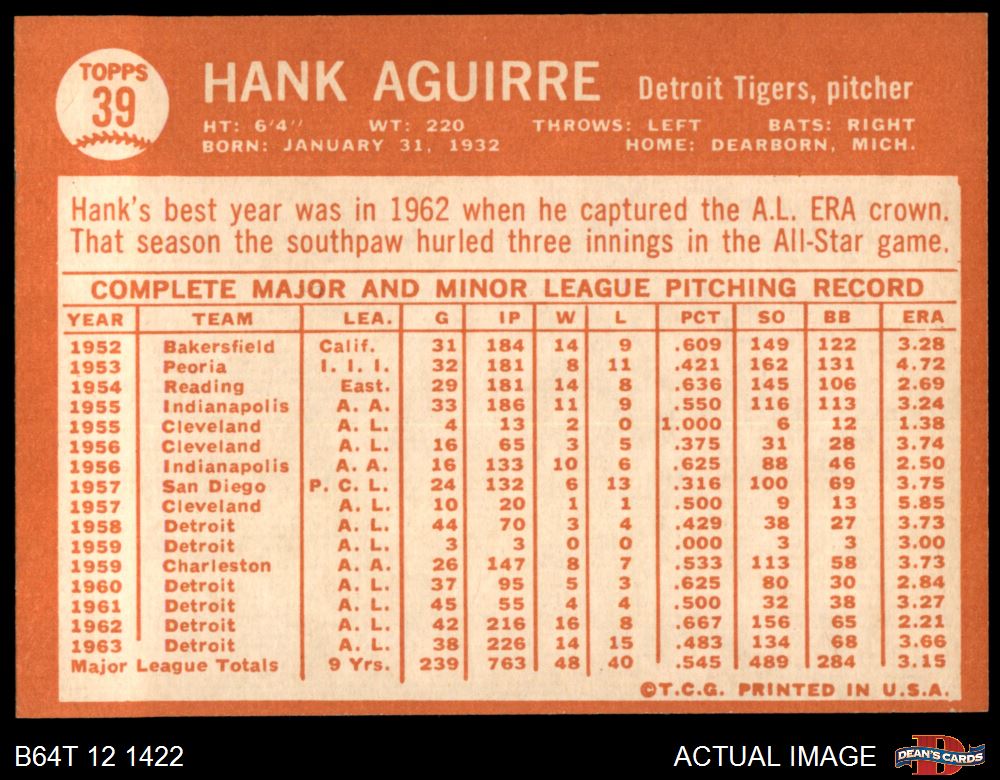 TOPPS
39
HANK AGUIRRE Detroit Tigers, pitcher
HT: 6'4" WT: 220 THROWS: LEFT BATS: RIGHT
BORN: JANUARY 31, 1932 HOME: DEARBORN, MICH.
Hank's best year was in 1962 when he captured the A.L. ERA crown.
That season the southpaw hurled three innings in the All-Star game.
COMPLETE MAJOR AND MINOR LEAGUE PITCHING RECORD
YEAR TEAM LEA. G IP W L PCT SO BB ERA
1952 Bakersfield Calif. 31 184 14 9 .609 149 122 3.28
1953 Peoria I. I. I. 32 181 8 11 .421 162 131 4.72
1954 Reading East. 29 181 14 8 .636 145 106 2.69
1955 Indianapolis A. A. 33 186 11 9 .550 116 113 3.24
1955 Cleveland A. L. 4 13 2 0 1.000 6 12 1.38
1956 Cleveland A. L. 16 65 3 5 .375 31 28 3.74
1956 Indianapolis A. A. 16 133 10 6 .625 88 46 2.50
1957 San Diego P. C. L. 24 132 6 13 .316 100 69 3.75
1957 Cleveland A. L. 10 20 1 1 .500 9 13 5.85
1958 Detroit A. L. 44 70 3 4 .429 38 27 3.73
1959 Detroit A. L. 3 3 0 0 .000 3 3 3.00
1959 Charleston A. A. 26 147 8 7 .533 113 58 3.73
1960 Detroit A. L. 37 95 5 3 .625 80 30 2.84
1961 Detroit A. L. 45 55 4 4 .500 32 38 3.27
1962 Detroit A. L. 42 216 16 8 .667 156 65 2.21
1963 Detroit A. L. 38 226 14 15 .483 134 68 3.66
Major League Totals 9 Yrs. 239 763 48 40 .545 489 284 3.15
©T.C.G. PRINTED IN U.S.A.
B64T 12 1422 ACTUAL IMAGE DEAN'S CARDS